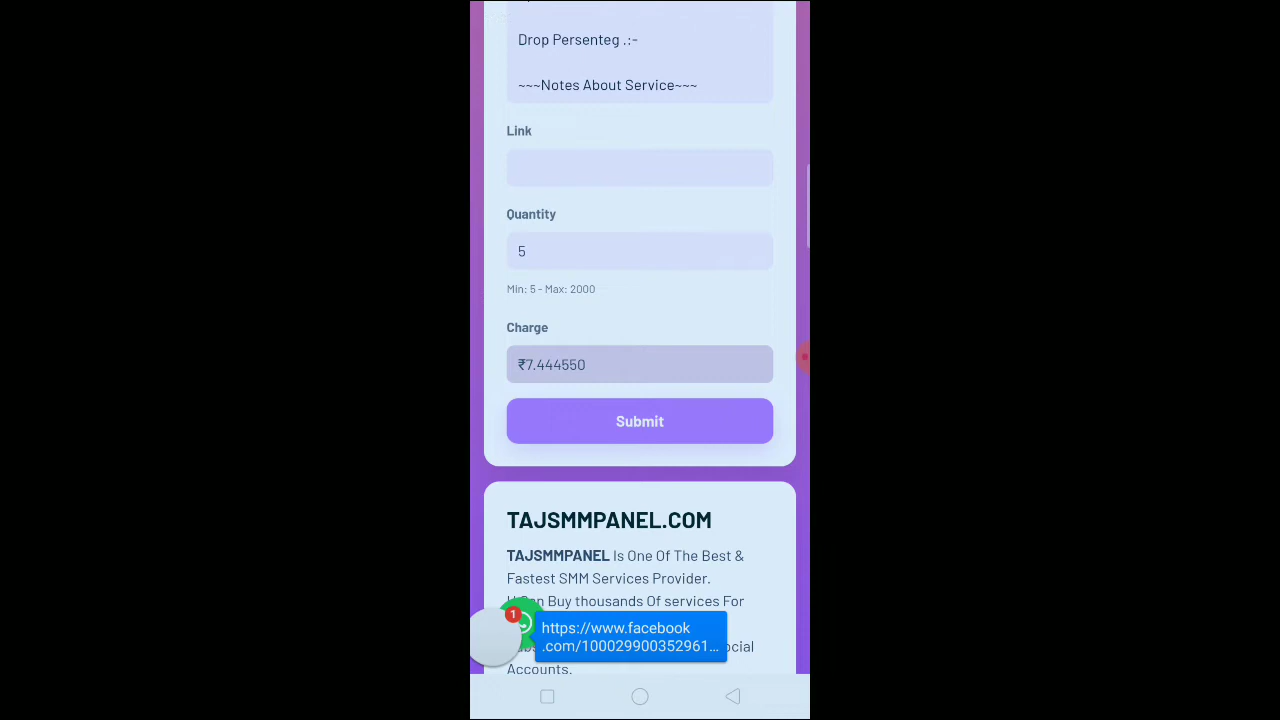 Drop Persenteg .:-
~~~Notes About Service~~~
Link
Quantity
5
Min: 5 - Max: 2000
Charge
₹7.444550
Submit
TAJSMMPANEL.COM
TAJSMMPANEL Is One Of The Best &
Fastest SMM Services Provider.
Buy thousands Of services For
1
https://www.facebook
.com/100029900352961...
Accounts.